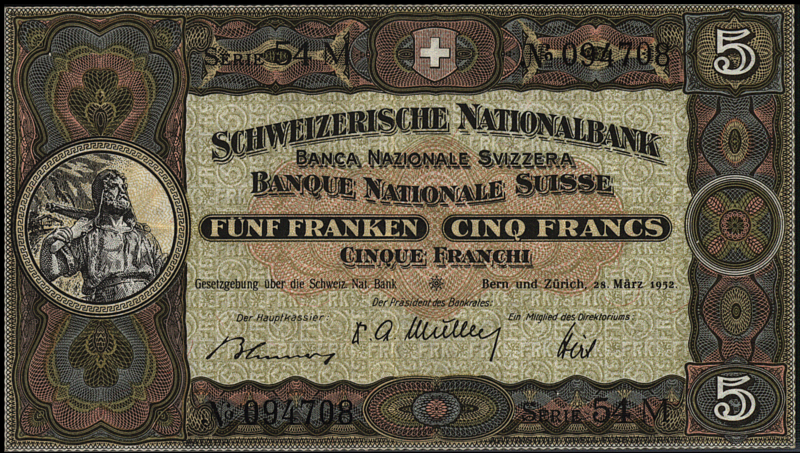 SERIE 54 M No 094708 5
SCHWEIZERISCHE NATIONALBANK
BANCA NAZIONALE SVIZZERA
BANQUE NATIONALE SUISSE
FÜNF FRANKEN CINQ FRANCS
CINQUE FRANCHI
Gesetzgebung über die Schweiz. Nat. Bank Bern und Zürich, 28. März 1952.
Der Präsident des Bankrates:
Der Hauptkassier: Ein Mitglied des Direktoriums:
No 094708 SERIE 54 M 5